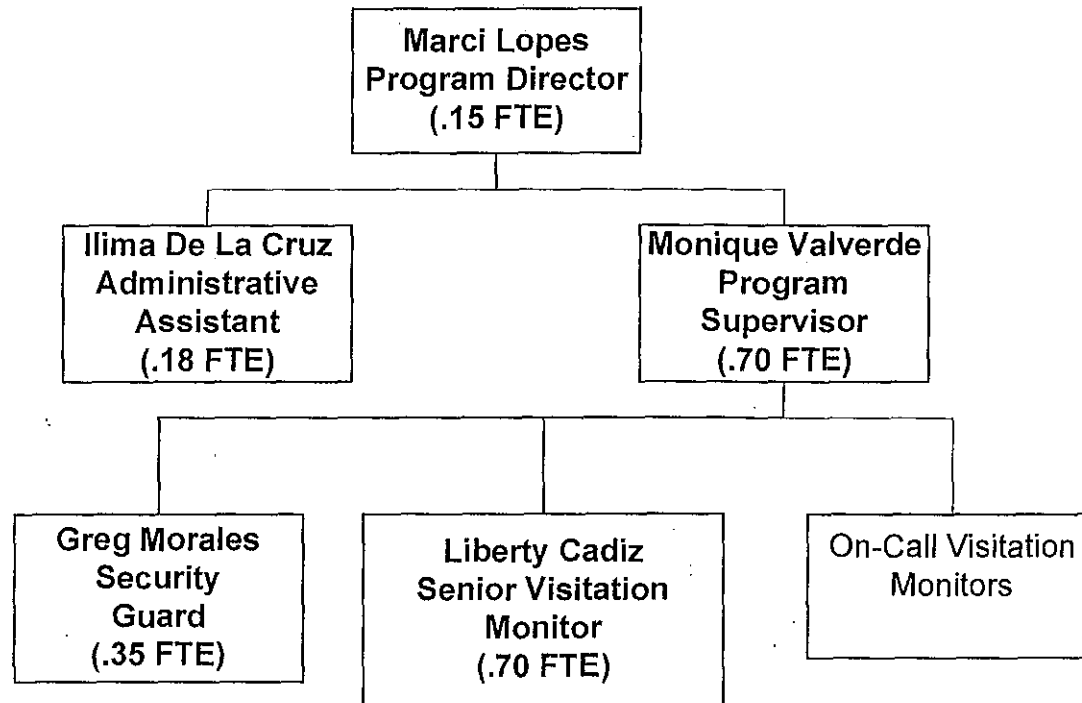 Marci Lopes
Program Director
(.15 FTE)
Ilima De La Cruz
Administrative
Assistant
(.18 FTE)
Monique Valverde
Program
Supervisor
(.70 FTE)
Greg Morales
Security
Guard
(.35 FTE)
Liberty Cadiz
Senior Visitation
Monitor
(.70 FTE)
On-Call Visitation
Monitors